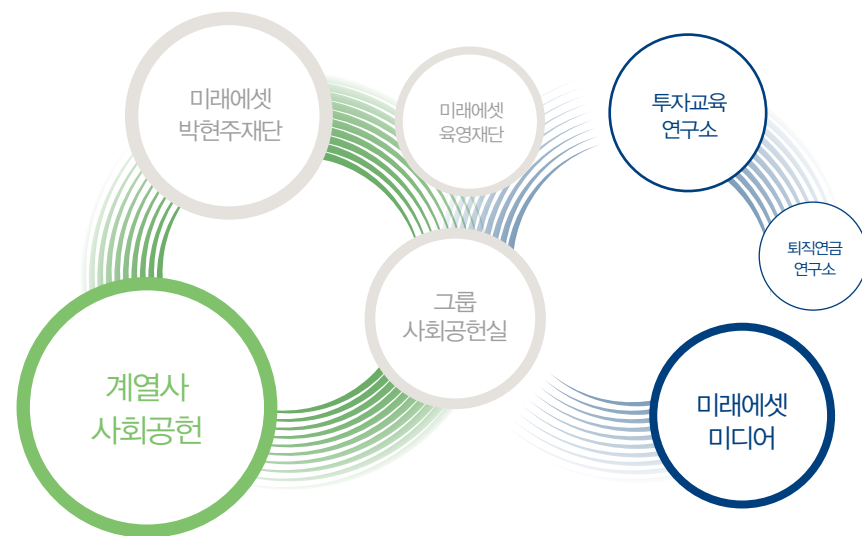 미래에셋
박현주재단
미래에셋
육영재단
투자교육
연구소
퇴직연금
연구소
그룹
사회공헌실
계열사
사회공헌
미래에셋
미디어